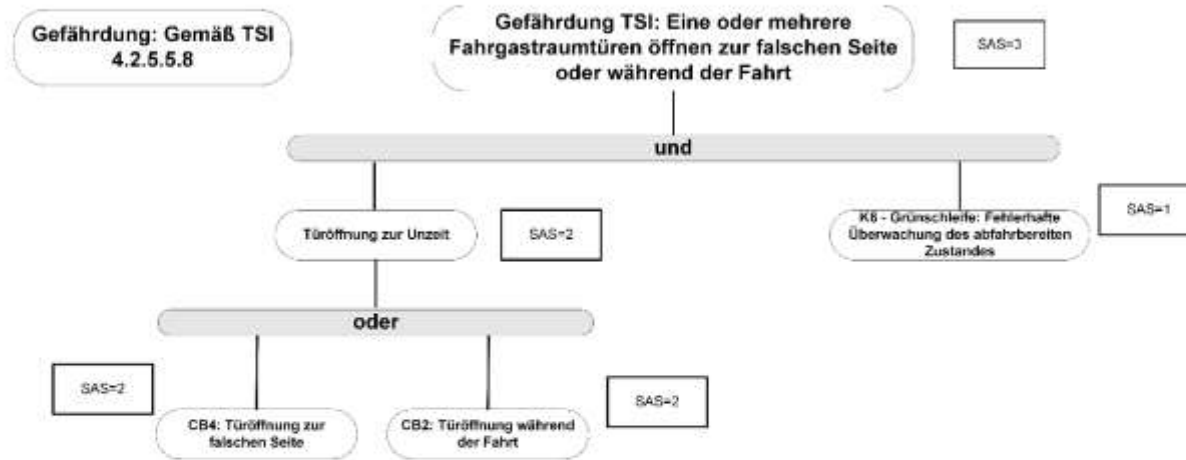 Gefährdung: Gemäß TSI
4.2.5.5.8
Gefährdung TSI: Eine oder mehrere
Fahrgastraumtüren öffnen zur falschen Seite
oder während der Fahrt
SAS=3
und
Türöffnung zur Unzeit
SAS=2
K6 - Grünschleife: Fehlerhafte
Überwachung des abfahrbereiten
Zustandes
SAS=1
oder
SAS=2
CB4: Türöffnung zur
falschen Seite
CB2: Türöffnung während
der Fahrt
SAS=2